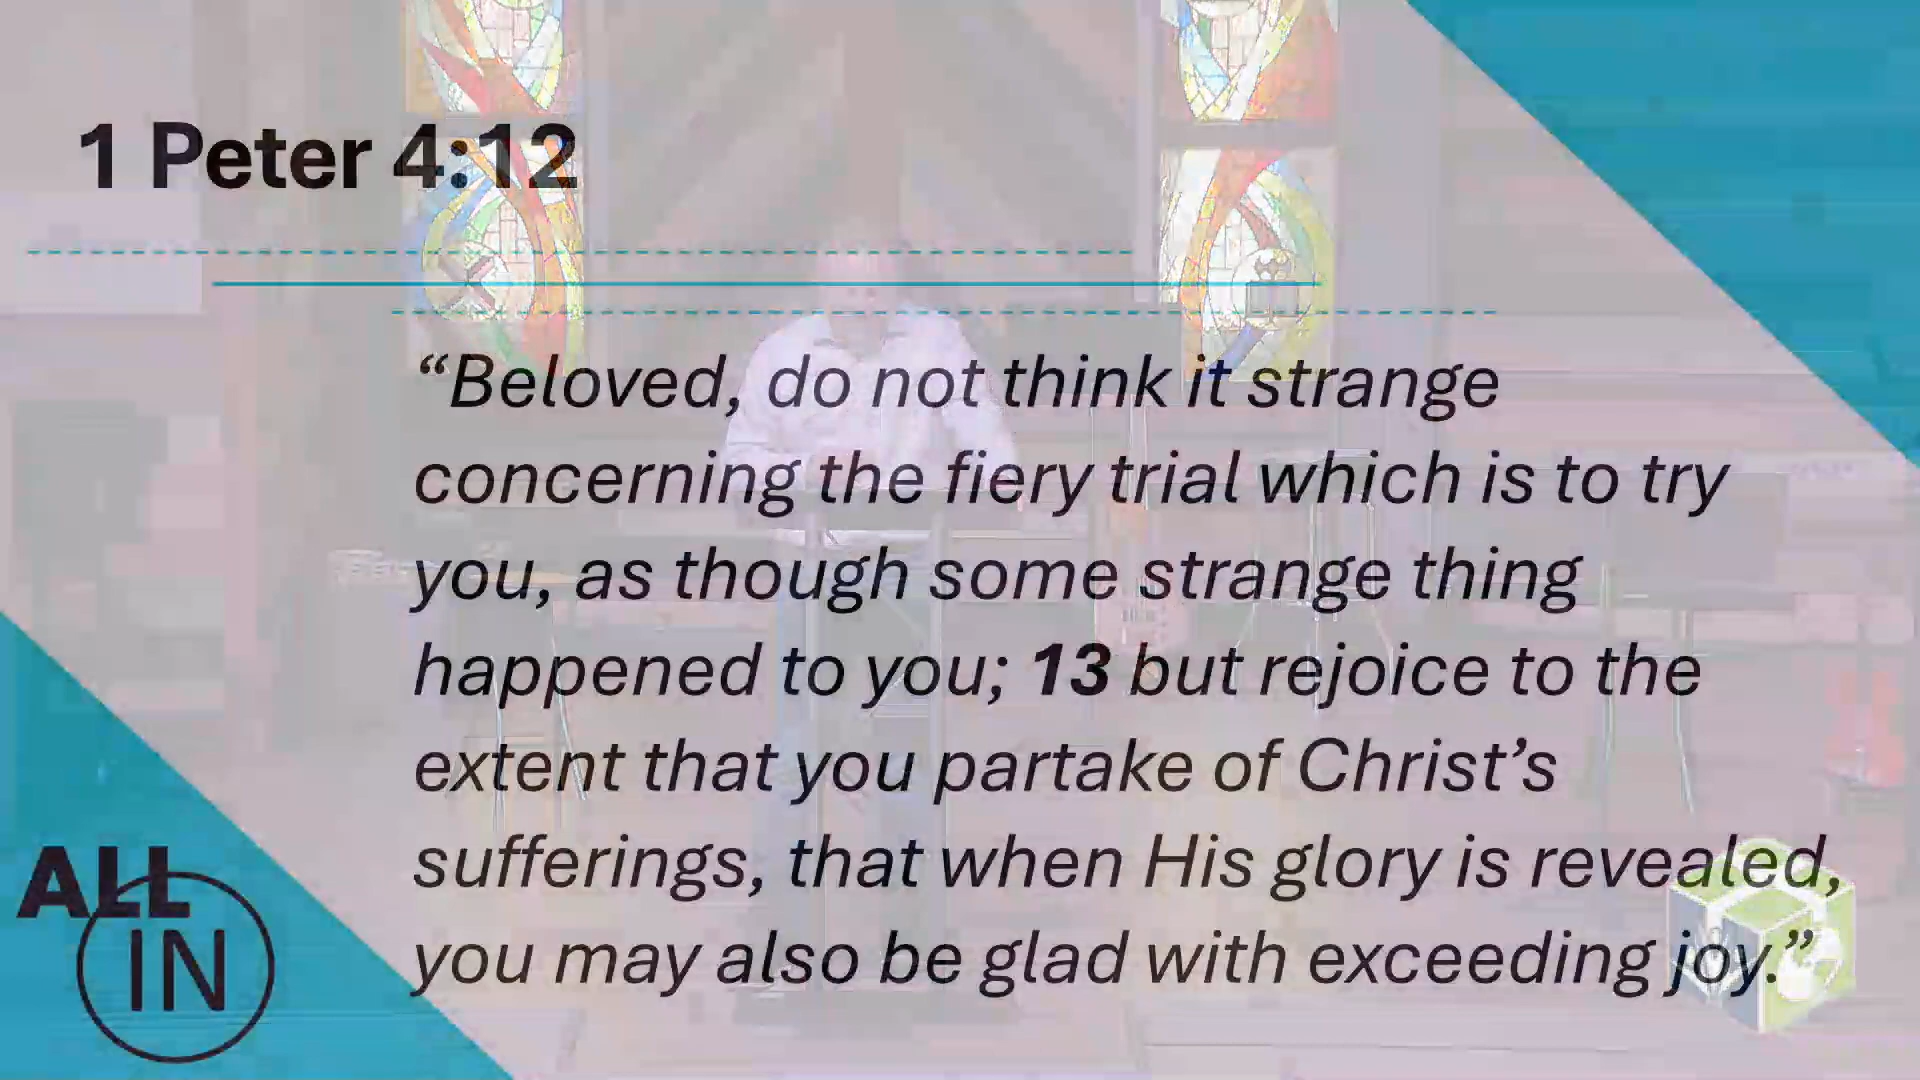 1 Peter 4:12
“Beloved, do not think it strange
concerning the fiery trial which is to try
you, as though some strange thing
happened to you; 13 but rejoice to the
extent that you partake of Christ’s
sufferings, that when His glory is revealed,
you may also be glad with exceeding joy.”
ALL
IN